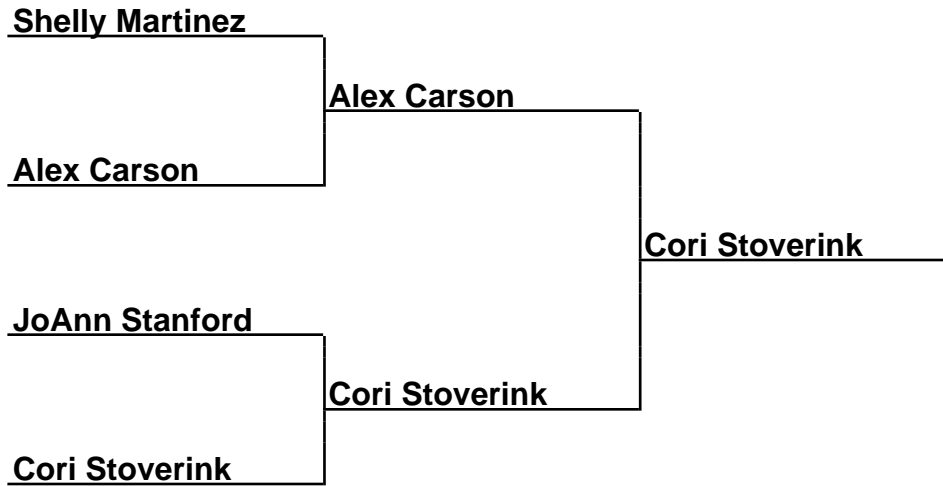 Shelly Martinez
Alex Carson
Alex Carson
Cori Stoverink
JoAnn Stanford
Cori Stoverink
Cori Stoverink